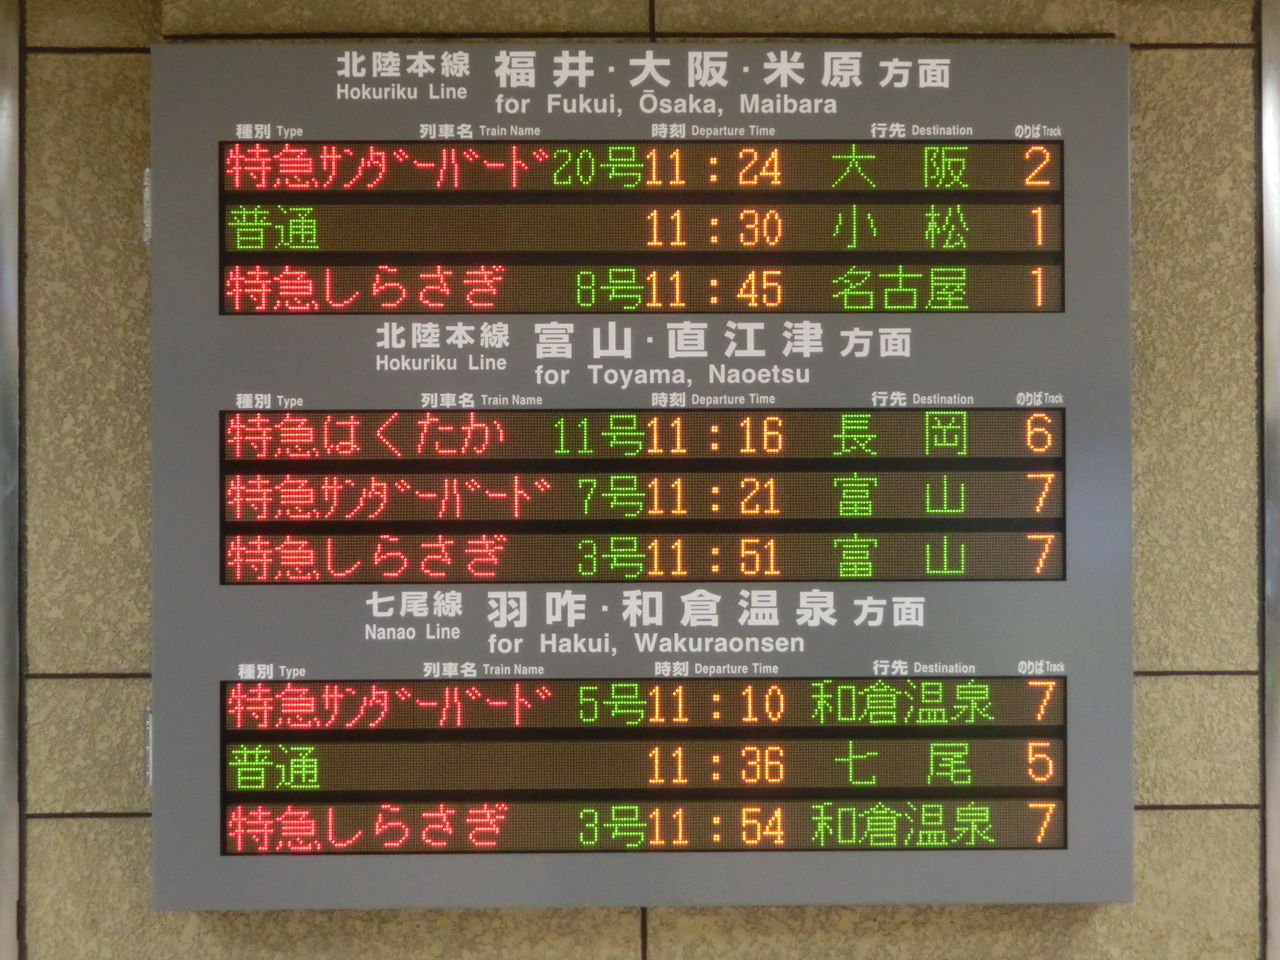 北陸本線 福井・大阪・米原 方面
Hokuriku Line for Fukui, Ōsaka, Maibara
種別 Type 列車名 Train Name 時刻 Departure Time 行先 Destination のりば Track
特急サンダーバード 20号 11:24 大阪 2
普通 11:30 小松 1
特急しらさぎ 8号 11:45 名古屋 1
北陸本線 富山・直江津 方面
Hokuriku Line for Toyama, Naoetsu
種別 Type 列車名 Train Name 時刻 Departure Time 行先 Destination のりば Track
特急はくたか 11号 11:16 長岡 6
特急サンダーバード 7号 11:21 富山 7
特急しらさぎ 3号 11:51 富山 7
七尾線 羽咋・和倉温泉 方面
Nanao Line for Hakui, Wakuraonsen
種別 Type 列車名 Train Name 時刻 Departure Time 行先 Destination のりば Track
特急サンダーバード 5号 11:10 和倉温泉 7
普通 11:36 七尾 5
特急しらさぎ 3号 11:54 和倉温泉 7